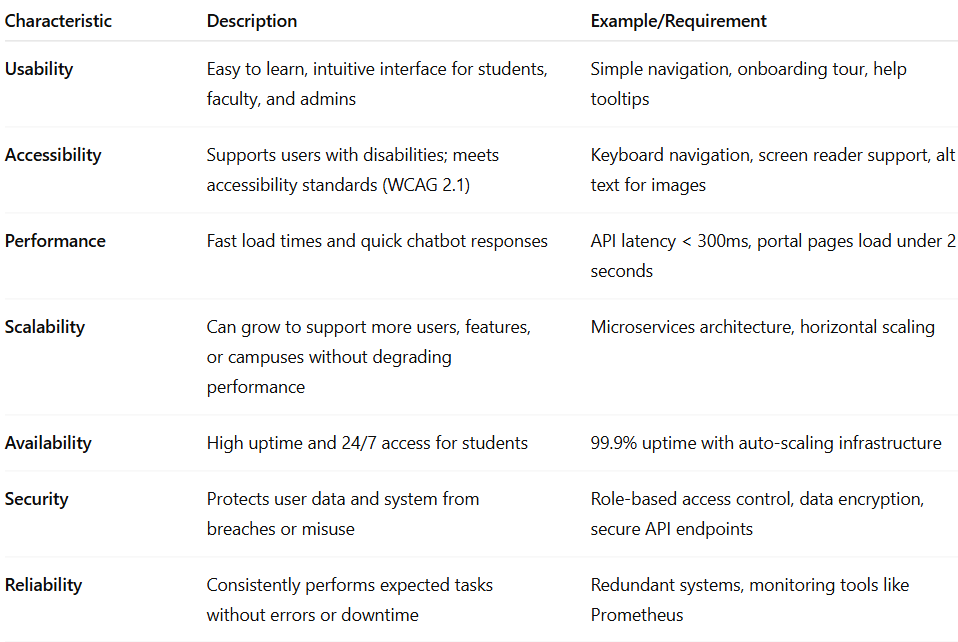 Characteristic Description Example/Requirement
Usability Easy to learn, intuitive interface for students, Simple navigation, onboarding tour, help
faculty, and admins tooltips
Accessibility Supports users with disabilities; meets Keyboard navigation, screen reader support, alt
accessibility standards (WCAG 2.1) text for images
Performance Fast load times and quick chatbot responses API latency < 300ms, portal pages load under 2
seconds
Scalability Can grow to support more users, features, Microservices architecture, horizontal scaling
or campuses without degrading
performance
Availability High uptime and 24/7 access for students 99.9% uptime with auto-scaling infrastructure
Security Protects user data and system from Role-based access control, data encryption,
breaches or misuse secure API endpoints
Reliability Consistently performs expected tasks Redundant systems, monitoring tools like
without errors or downtime Prometheus